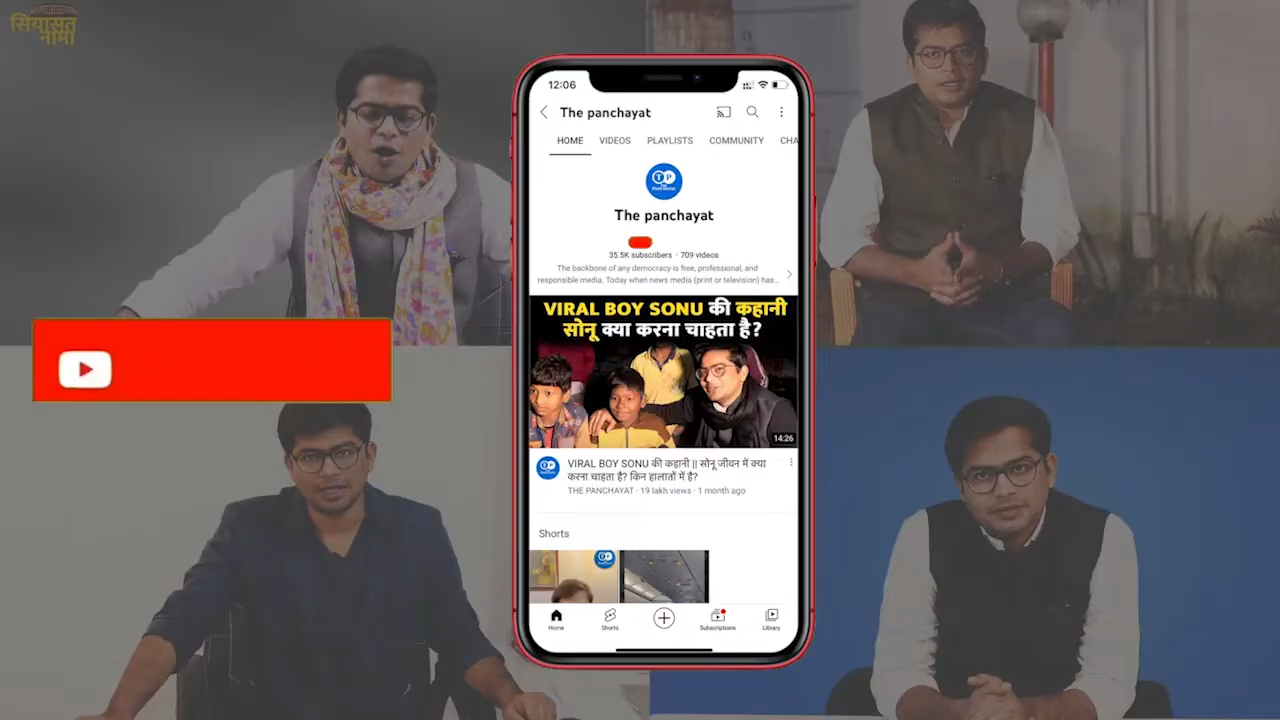 सियासत
नामा
12:06
The panchayat
HOME VIDEOS PLAYLISTS COMMUNITY CHA
TP
The panchayat
35.5K subscribers · 709 videos
The backbone of any democracy is free, professional, and
responsible media. Today when news media (print or television) has...
VIRAL BOY SONU की कहानी
सोनू क्या करना चाहता है?
14:26
VIRAL BOY SONU की कहानी || सोनू जीवन में क्या
करना चाहता है? किन हालातों में है?
THE PANCHAYAT · 19 lakh views · 1 month ago
Shorts
Home Shorts Subscriptions Library